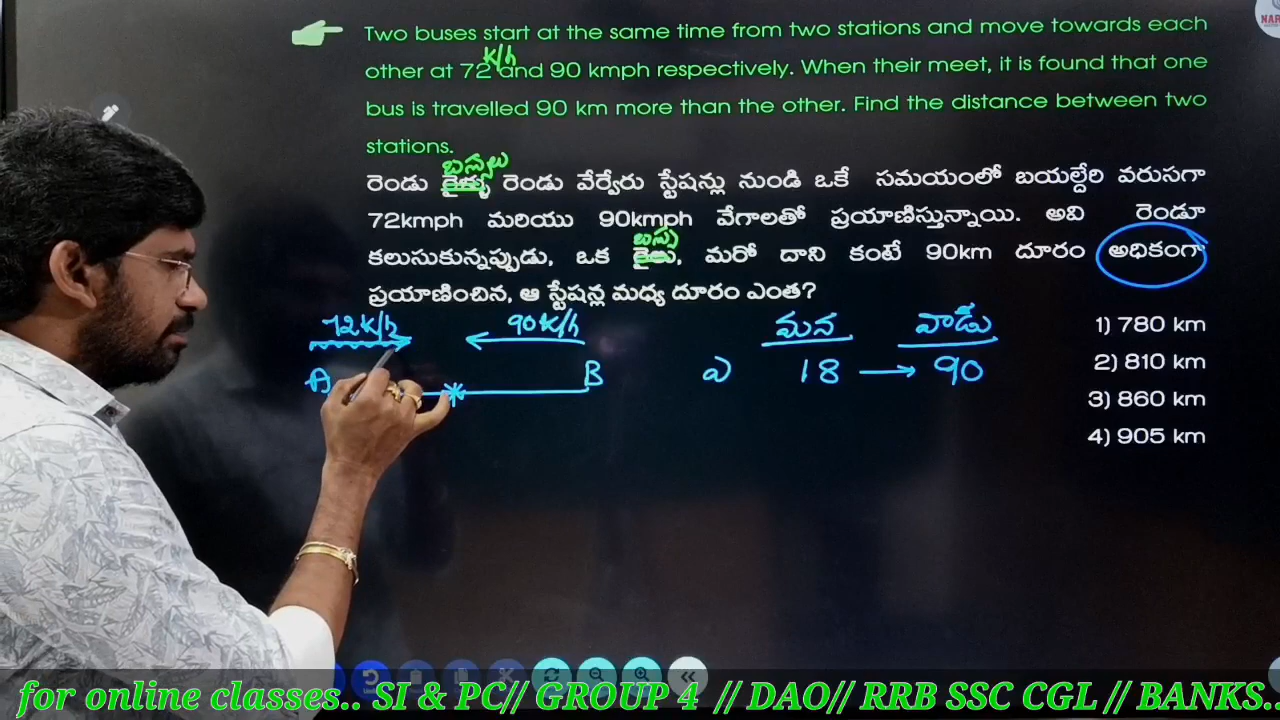 Two buses start at the same time from two stations and move towards each
k/h
other at 72 and 90 kmph respectively. When their meet, it is found that one
bus is travelled 90 km more than the other. Find the distance between two
stations.
బస్సులు
రెండు రైళ్ళు రెండు వేర్వేరు స్టేషన్లు నుండి ఒకే సమయంలో బయల్దేరి వరుసగా
72kmph మరియు 90kmph వేగాలతో ప్రయాణిస్తున్నాయి. అవి రెండూ
బస్సు
కలుసుకున్నప్పుడు, ఒక రైలు, మరో దాని కంటే 90km దూరం అధికంగా
ప్రయాణించిన, ఆ స్టేషన్ల మధ్య దూరం ఎంత?
72k/h 90k/h మన వాడు
A B 18 → 90
1) 780 km
2) 810 km
3) 860 km
4) 905 km
for online classes.. SI & PC// GROUP 4 // DAO// RRB SSC CGL // BANKS..